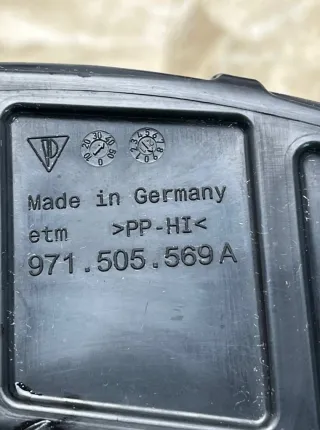 Made in Germany
etm >PP-HI<
971.505.569 A